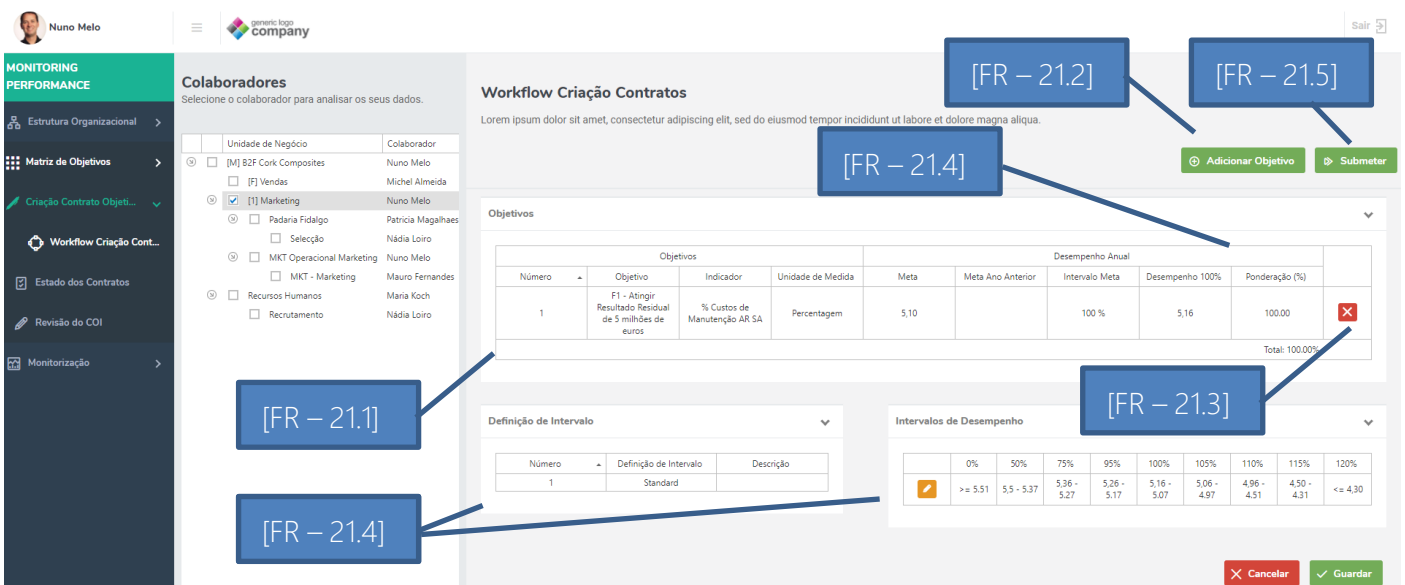 Nuno Melo
generic logo
company
Sair
MONITORING
PERFORMANCE
Estrutura Organizacional
Matriz de Objetivos
Criação Contrato Objeti...
Workflow Criação Cont...
Estado dos Contratos
Revisão do COI
Monitorização
Colaboradores
Selecione o colaborador para analisar os seus dados.
Unidade de Negócio Colaborador
[M] B2F Cork Composites Nuno Melo
[F] Vendas Michel Almeida
[1] Marketing Nuno Melo
Padaria Fidalgo Patricia Magalhaes
Selecção Nádia Loiro
MKT Operacional Marketing Nuno Melo
MKT - Marketing Mauro Fernandes
Recursos Humanos Maria Koch
Recrutamento Nádia Loiro
Workflow Criação Contratos
Lorem ipsum dolor sit amet, consectetur adipiscing elit, sed do eiusmod tempor incididunt ut labore et dolore magna aliqua.
[FR – 21.2]
[FR – 21.5]
[FR – 21.4]
Adicionar Objetivo
Submeter
Objetivos
Objetivos Desempenho Anual
Número Objetivo Indicador Unidade de Medida Meta Meta Ano Anterior Intervalo Meta Desempenho 100% Ponderação (%)
F1 - Atingir
Resultado Residual
de 5 milhões de
euros
1
% Custos de
Manutenção AR SA
Percentagem 5,10 100 % 5,16 100.00
Total: 100.00%
[FR – 21.1]
[FR – 21.3]
Definição de Intervalo
Número Definição de Intervalo Descrição
1 Standard
[FR – 21.4]
Intervalos de Desempenho
0% 50% 75% 95% 100% 105% 110% 115% 120%
>= 5.51 5,5 - 5.37 5,36 - 5,26 - 5,16 - 5,06 - 4,96 - 4,50 - <= 4,30
5.27 5.17 5.07 4.97 4.51 4.31
Cancelar
Guardar